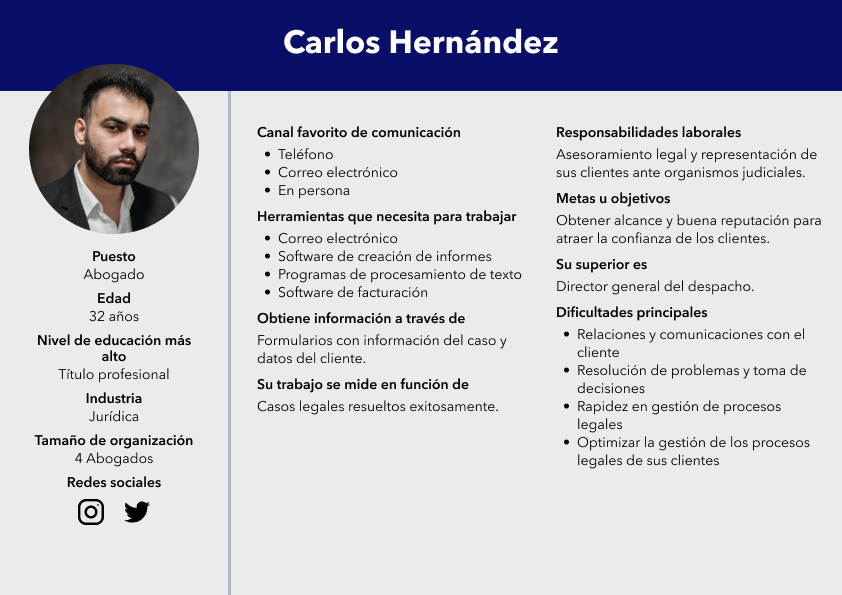 Carlos Hernández
Puesto
Abogado
Edad
32 años
Nivel de educación más
alto
Título profesional
Industria
Jurídica
Tamaño de organización
4 Abogados
Redes sociales
Canal favorito de comunicación
• Teléfono
• Correo electrónico
• En persona
Herramientas que necesita para trabajar
• Correo electrónico
• Software de creación de informes
• Programas de procesamiento de texto
• Software de facturación
Obtiene información a través de
Formularios con información del caso y
datos del cliente.
Su trabajo se mide en función de
Casos legales resueltos exitosamente.
Responsabilidades laborales
Asesoramiento legal y representación de
sus clientes ante organismos judiciales.
Metas u objetivos
Obtener alcance y buena reputación para
atraer la confianza de los clientes.
Su superior es
Director general del despacho.
Dificultades principales
• Relaciones y comunicaciones con el
cliente
• Resolución de problemas y toma de
decisiones
• Rapidez en gestión de procesos
legales
• Optimizar la gestión de los procesos
legales de sus clientes